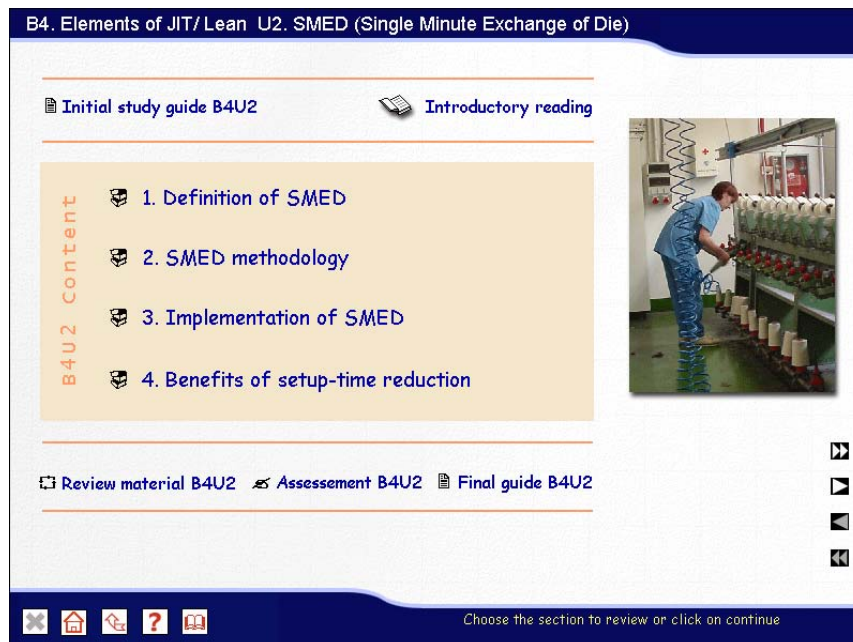 B4. Elements of JIT/ Lean  U2. SMED (Single Minute Exchange of Die)
Initial study guide B4U2
Introductory reading
B4U2 Content
1. Definition of SMED
2. SMED methodology
3. Implementation of SMED
4. Benefits of setup-time reduction
Review material B4U2
Assessement B4U2
Final guide B4U2
Choose the section to review or click on continue